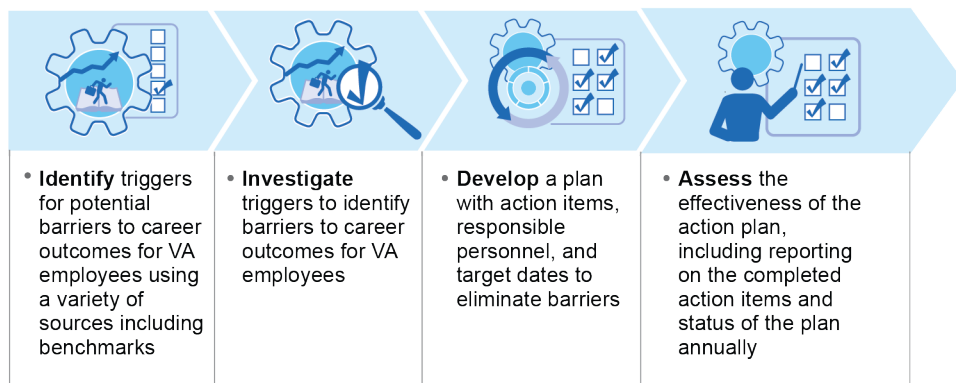 • Identify triggers
for potential
barriers to career
outcomes for VA
employees using
a variety of
sources including
benchmarks
• Investigate
triggers to identify
barriers to career
outcomes for VA
employees
• Develop a plan
with action items,
responsible
personnel, and
target dates to
eliminate barriers
• Assess the
effectiveness of the
action plan,
including reporting
on the completed
action items and
status of the plan
annually